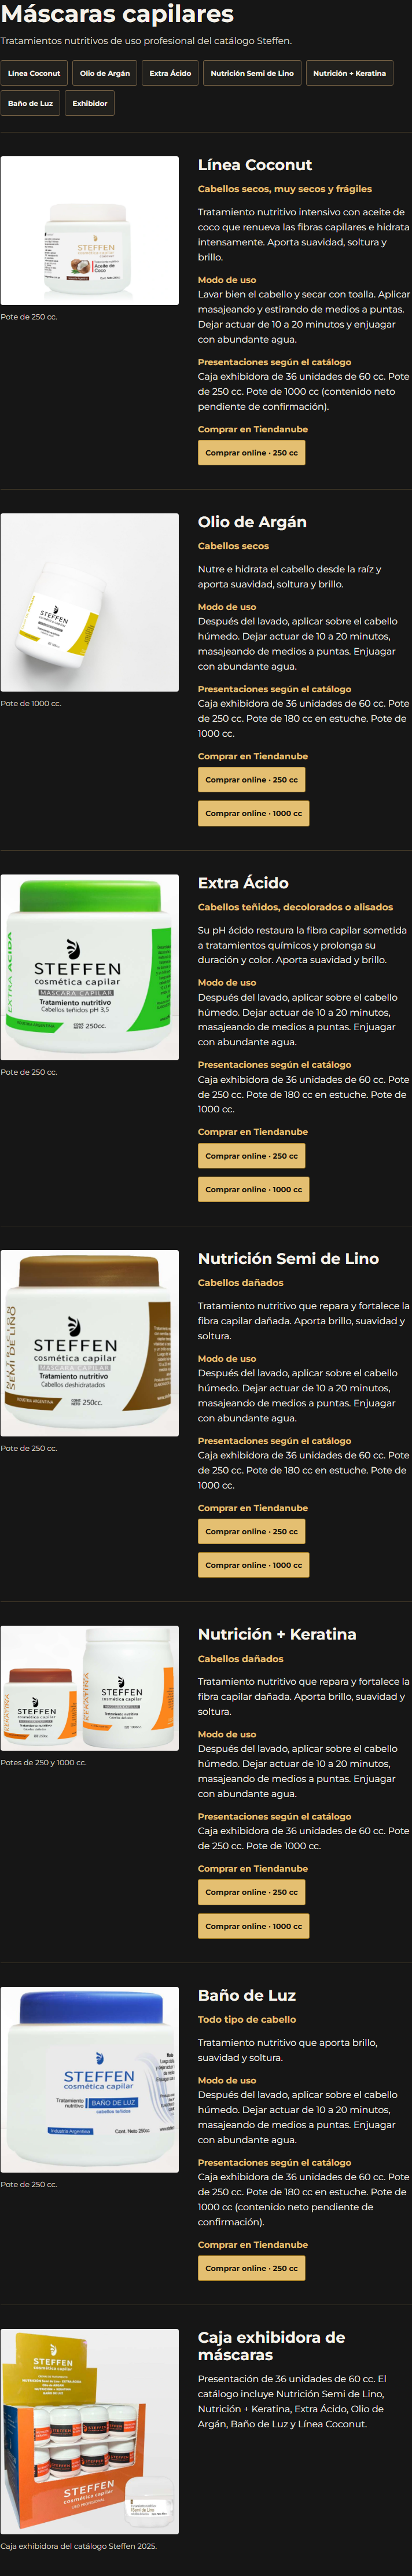 Máscaras capilares
Tratamientos nutritivos de uso profesional del catálogo Steffen.
Línea Coconut
Olio de Argán
Extra Ácido
Nutrición Semi de Lino
Nutrición + Keratina
Baño de Luz
Exhibidor
STEFFEN
cosmética capilar
Aceite de
Coco
Pote de 250 cc.
Línea Coconut
Cabellos secos, muy secos y frágiles
Tratamiento nutritivo intensivo con aceite de
coco que renueva las fibras capilares e hidrata
intensamente. Aporta suavidad, soltura y
brillo.
Modo de uso
Lavar bien el cabello y secar con toalla. Aplicar
masajeando y estirando de medios a puntas.
Dejar actuar de 10 a 20 minutos y enjuagar
con abundante agua.
Presentaciones según el catálogo
Caja exhibidora de 36 unidades de 60 cc. Pote
de 250 cc. Pote de 1000 cc (contenido neto
pendiente de confirmación).
Comprar en Tiendanube
Comprar online · 250 cc
STEFFEN
cosmética capilar
Pote de 1000 cc.
Olio de Argán
Cabellos secos
Nutre e hidrata el cabello desde la raíz y
aporta suavidad, soltura y brillo.
Modo de uso
Después del lavado, aplicar sobre el cabello
húmedo. Dejar actuar de 10 a 20 minutos,
masajeando de medios a puntas. Enjuagar
con abundante agua.
Presentaciones según el catálogo
Caja exhibidora de 36 unidades de 60 cc. Pote
de 250 cc. Pote de 180 cc en estuche. Pote de
1000 cc.
Comprar en Tiendanube
Comprar online · 250 cc
Comprar online · 1000 cc
EXTRA ACIDA
STEFFEN
cosmética capilar
MASCARA CAPILAR
Tratamiento nutritivo
Cabellos teñidos pH 3,5
INDUSTRIA ARGENTINA
CONT. NETO 250cc.
Pote de 250 cc.
Extra Ácido
Cabellos teñidos, decolorados o alisados
Su pH ácido restaura la fibra capilar sometida
a tratamientos químicos y prolonga su
duración y color. Aporta suavidad y brillo.
Modo de uso
Después del lavado, aplicar sobre el cabello
húmedo. Dejar actuar de 10 a 20 minutos,
masajeando de medios a puntas. Enjuagar
con abundante agua.
Presentaciones según el catálogo
Caja exhibidora de 36 unidades de 60 cc. Pote
de 250 cc. Pote de 180 cc en estuche. Pote de
1000 cc.
Comprar en Tiendanube
Comprar online · 250 cc
Comprar online · 1000 cc
SEMI DE LINO
STEFFEN
cosmética capilar
MASCARA CAPILAR
Tratamiento nutritivo
Cabellos deshidratados
INDUSTRIA ARGENTINA
CONT. NETO 250cc.
Pote de 250 cc.
Nutrición Semi de Lino
Cabellos dañados
Tratamiento nutritivo que repara y fortalece la
fibra capilar dañada. Aporta brillo, suavidad y
soltura.
Modo de uso
Después del lavado, aplicar sobre el cabello
húmedo. Dejar actuar de 10 a 20 minutos,
masajeando de medios a puntas. Enjuagar
con abundante agua.
Presentaciones según el catálogo
Caja exhibidora de 36 unidades de 60 cc. Pote
de 250 cc. Pote de 180 cc en estuche. Pote de
1000 cc.
Comprar en Tiendanube
Comprar online · 250 cc
Comprar online · 1000 cc
STEFFEN
cosmética capilar
STEFFEN
cosmética capilar
Potes de 250 y 1000 cc.
Nutrición + Keratina
Cabellos dañados
Tratamiento nutritivo que repara y fortalece la
fibra capilar dañada. Aporta brillo, suavidad y
soltura.
Modo de uso
Después del lavado, aplicar sobre el cabello
húmedo. Dejar actuar de 10 a 20 minutos,
masajeando de medios a puntas. Enjuagar
con abundante agua.
Presentaciones según el catálogo
Caja exhibidora de 36 unidades de 60 cc. Pote
de 250 cc. Pote de 1000 cc.
Comprar en Tiendanube
Comprar online · 250 cc
Comprar online · 1000 cc
STEFFEN
cosmética capilar
Tratamiento
nutritivo
BAÑO DE LUZ
cabellos teñidos
Industria Argentina
Cont. Neto 250cc
Pote de 250 cc.
Baño de Luz
Todo tipo de cabello
Tratamiento nutritivo que aporta brillo,
suavidad y soltura.
Modo de uso
Después del lavado, aplicar sobre el cabello
húmedo. Dejar actuar de 10 a 20 minutos,
masajeando de medios a puntas. Enjuagar
con abundante agua.
Presentaciones según el catálogo
Caja exhibidora de 36 unidades de 60 cc. Pote
de 250 cc. Pote de 180 cc en estuche. Pote de
1000 cc (contenido neto pendiente de
confirmación).
Comprar en Tiendanube
Comprar online · 250 cc
STEFFEN
cosmética capilar
STEFFEN
Caja exhibidora del catálogo Steffen 2025.
Caja exhibidora de
máscaras
Presentación de 36 unidades de 60 cc. El
catálogo incluye Nutrición Semi de Lino,
Nutrición + Keratina, Extra Ácido, Olio de
Argán, Baño de Luz y Línea Coconut.